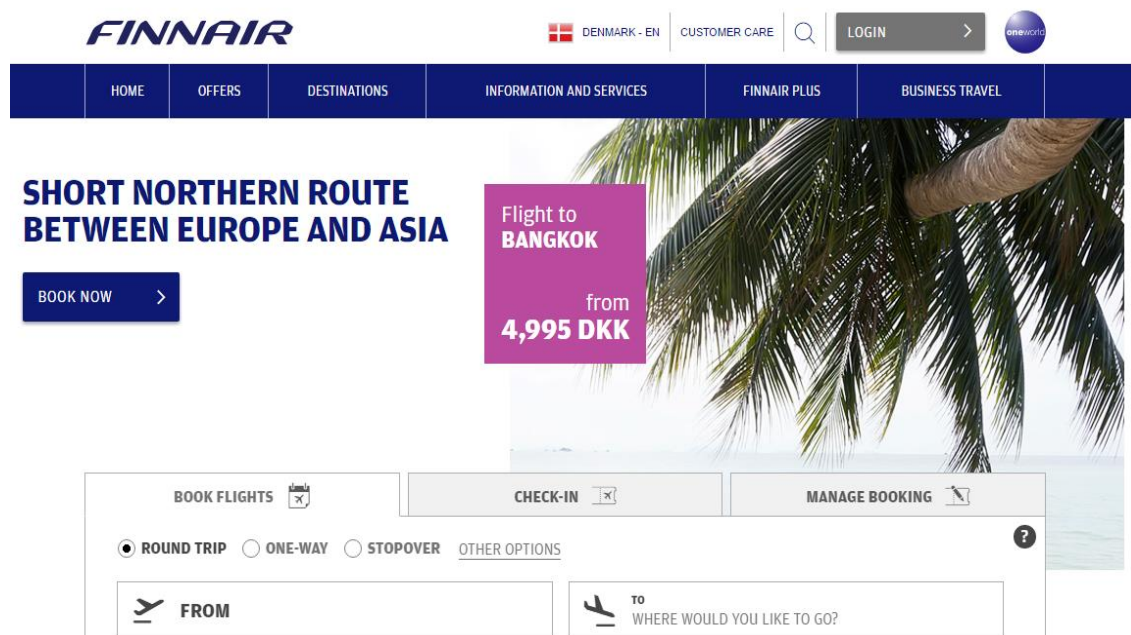 FINNAIR
DENMARK - EN
CUSTOMER CARE
LOGIN
oneworld
HOME
OFFERS
DESTINATIONS
INFORMATION AND SERVICES
FINNAIR PLUS
BUSINESS TRAVEL
SHORT NORTHERN ROUTE
BETWEEN EUROPE AND ASIA
BOOK NOW
Flight to
BANGKOK
from
4,995 DKK
BOOK FLIGHTS
CHECK-IN
MANAGE BOOKING
ROUND TRIP
ONE-WAY
STOPOVER
OTHER OPTIONS
?
FROM
TO
WHERE WOULD YOU LIKE TO GO?